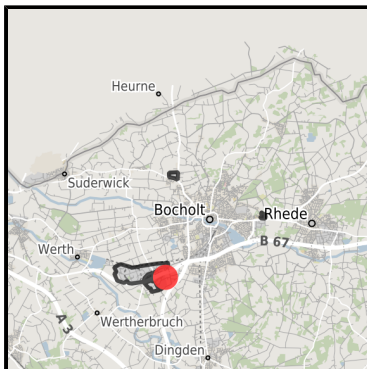 Heurne
Suderwick
Bocholt
Rhede
B 67
Werth
A 3
Wertherbruch
Dingden